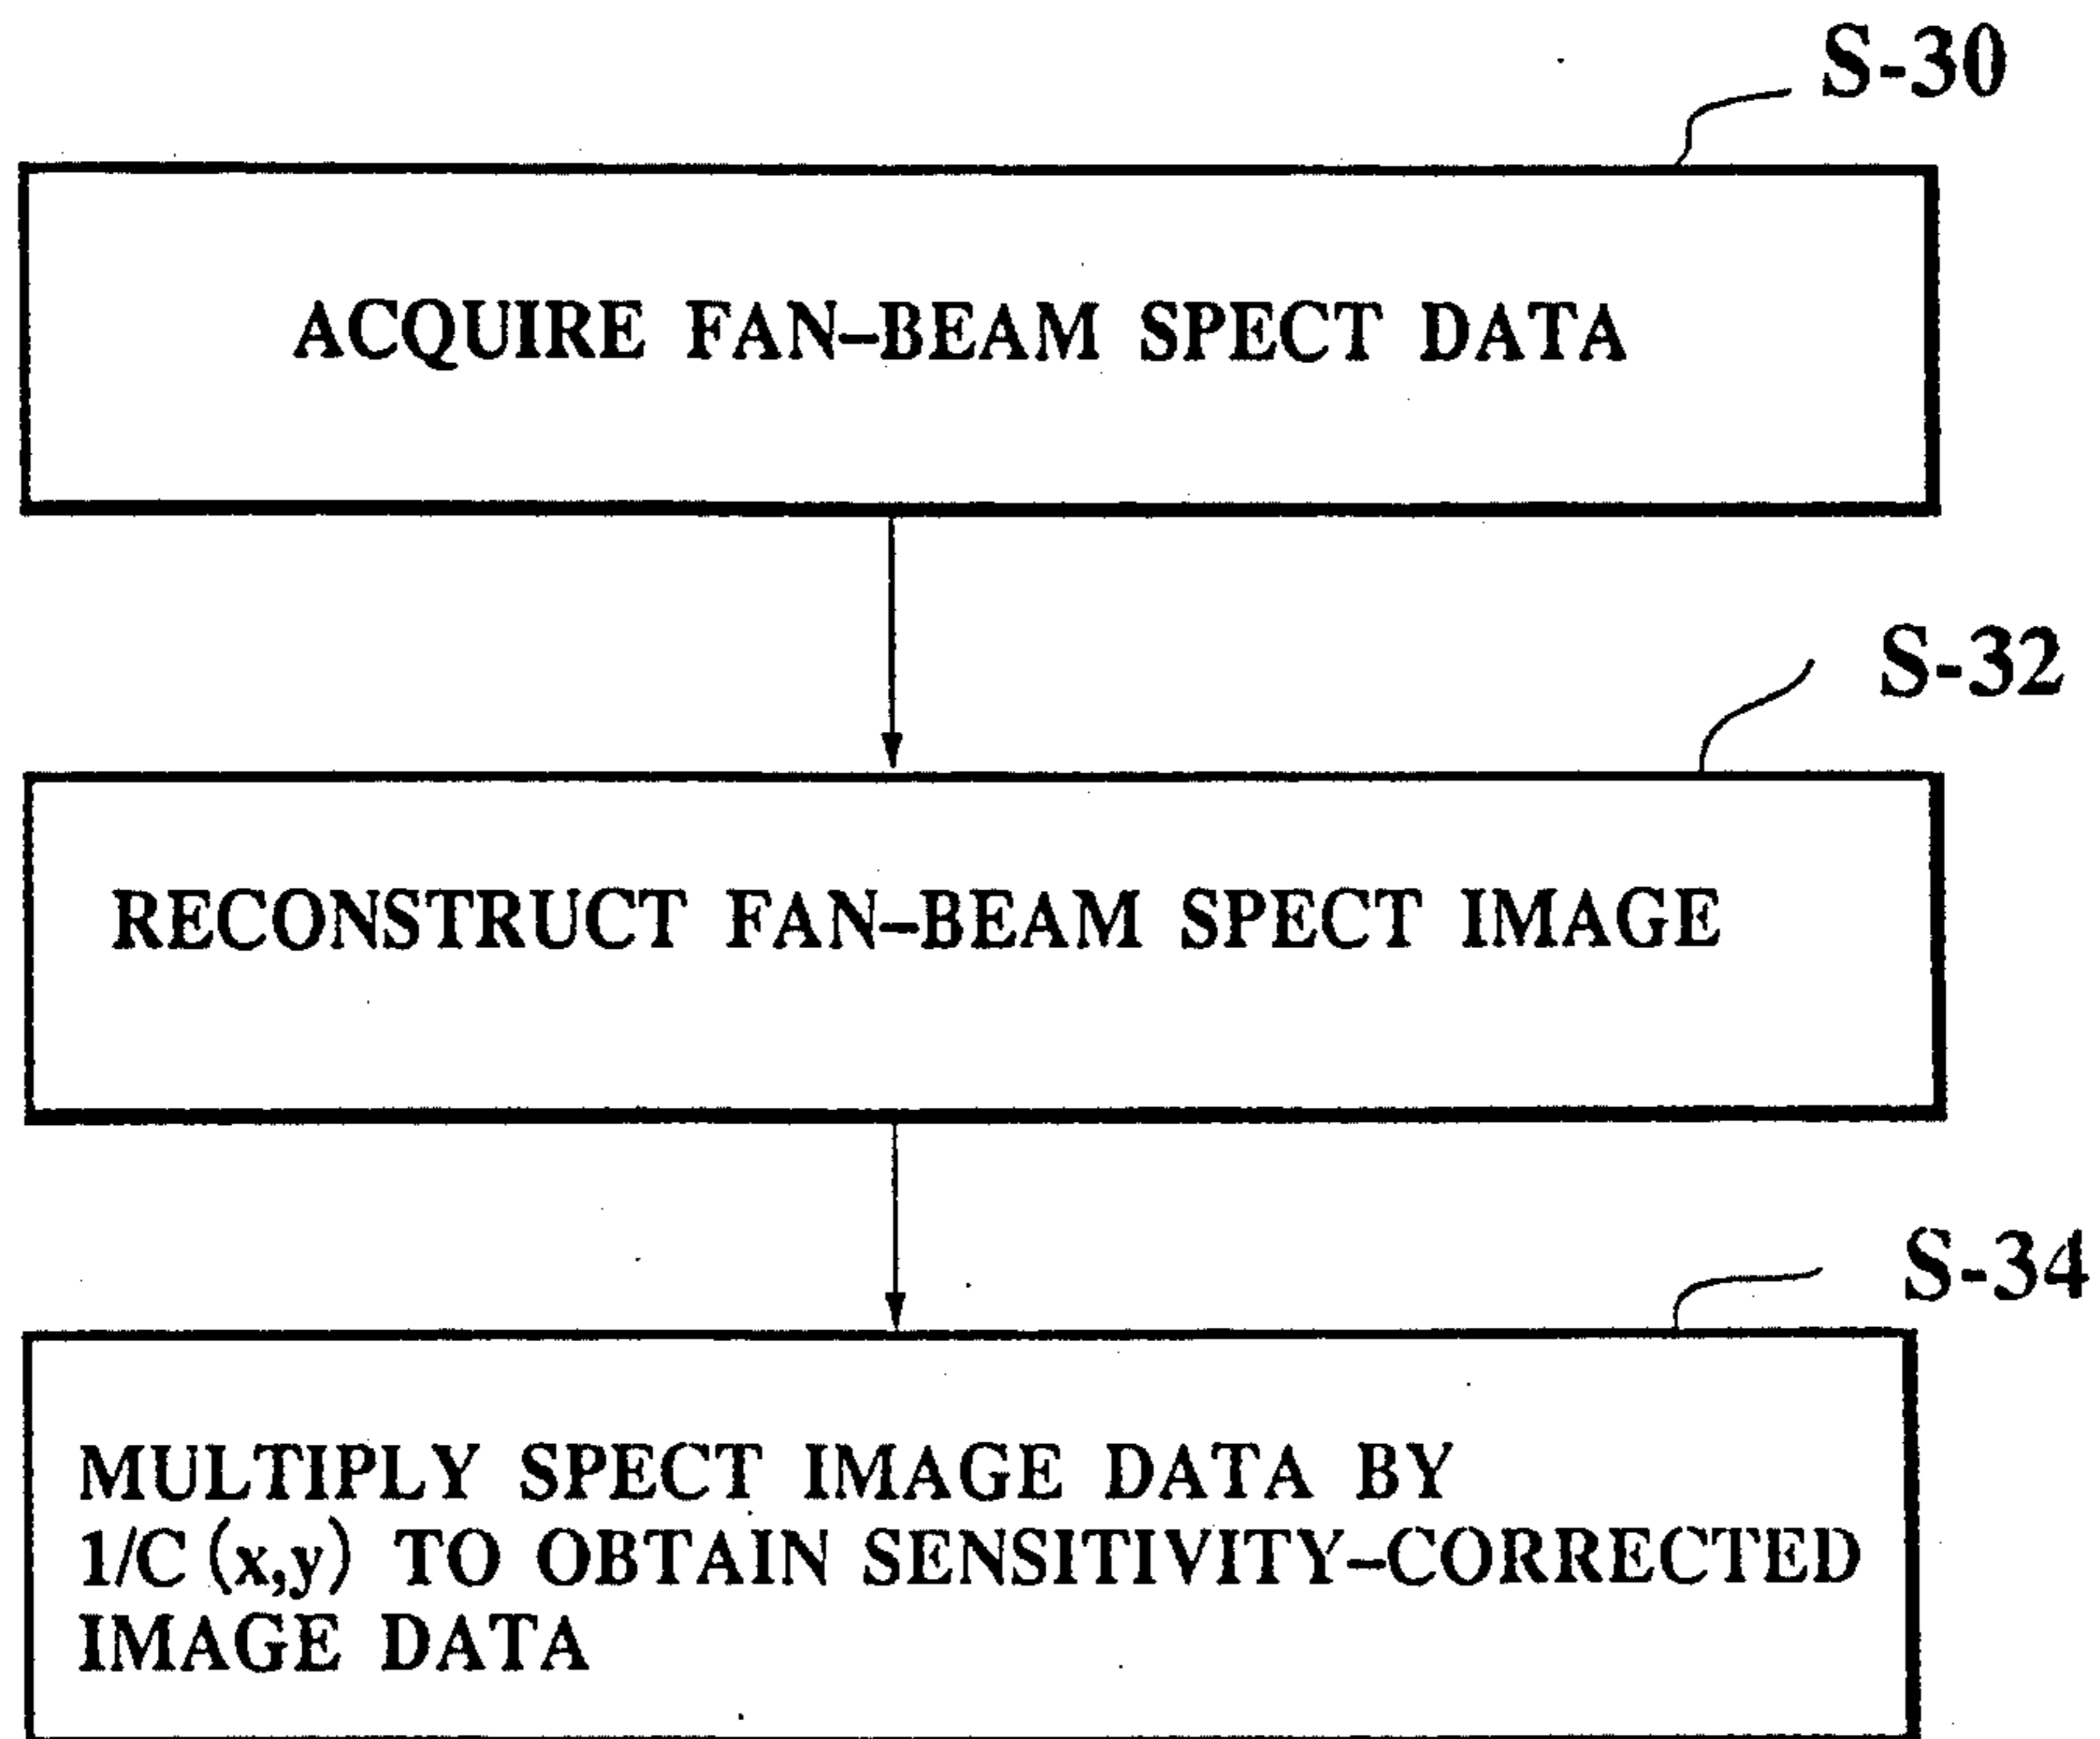 S-30
ACQUIRE FAN-BEAM SPECT DATA
S-32
RECONSTRUCT FAN-BEAM SPECT IMAGE
S-34
MULTIPLY SPECT IMAGE DATA BY
1/C (x,y) TO OBTAIN SENSITIVITY-CORRECTED
IMAGE DATA